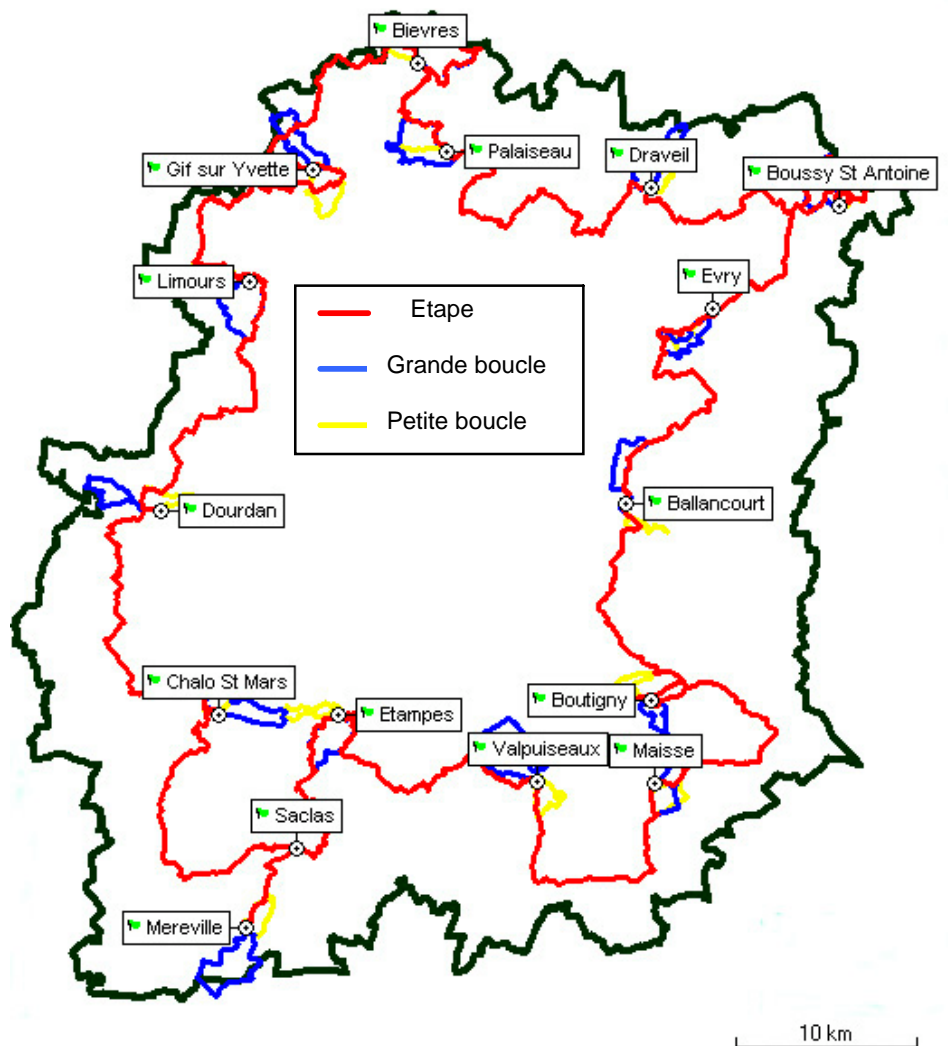 Bievres
Palaiseau
Draveil
Gif sur Yvette
Boussy St Antoine
Limours
Evry
Etape
Grande boucle
Petite boucle
Dourdan
Ballancourt
Chalo St Mars
Etampes
Boutigny
Valpuiseaux
Maisse
Saclas
Mereville
10 km